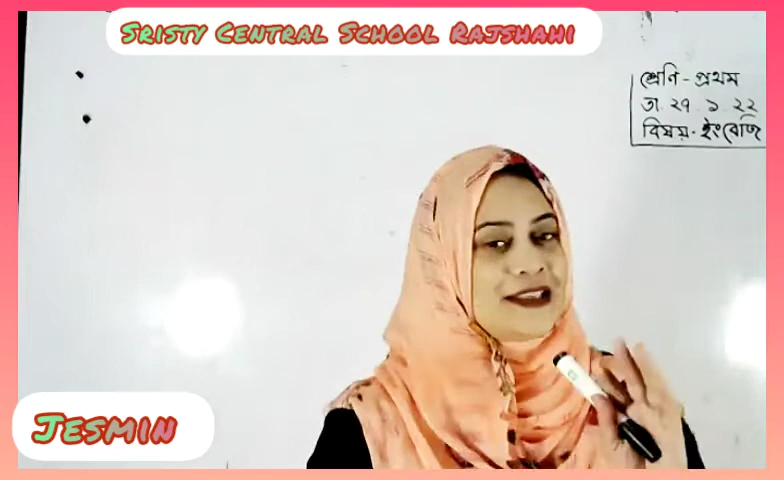 SRISTY CENTRAL SCHOOL RAJSHAHI
শ্রেণি - প্রথম
তা. ২৭. ১. ২২
বিষয় - ইংরেজি
JESMIN